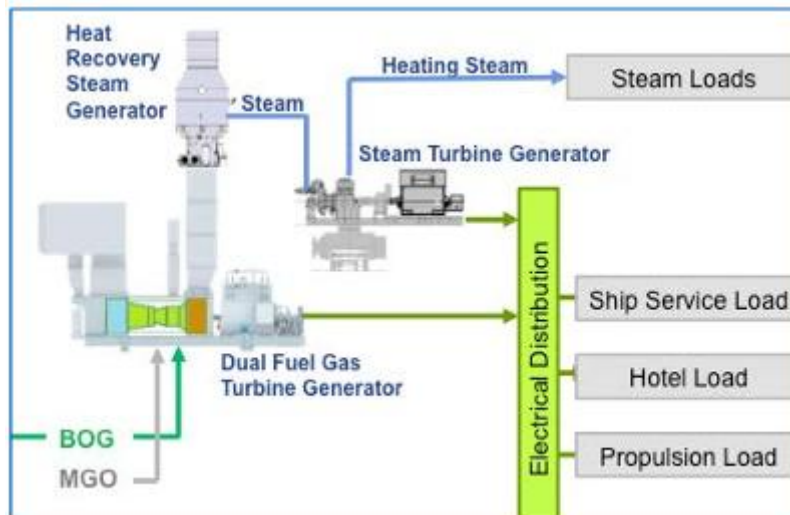 Heat
Recovery
Steam
Generator
Steam
Heating Steam
Steam Loads
Steam Turbine Generator
Electrical Distribution
Ship Service Load
Dual Fuel Gas
Turbine Generator
Hotel Load
BOG
MGO
Propulsion Load